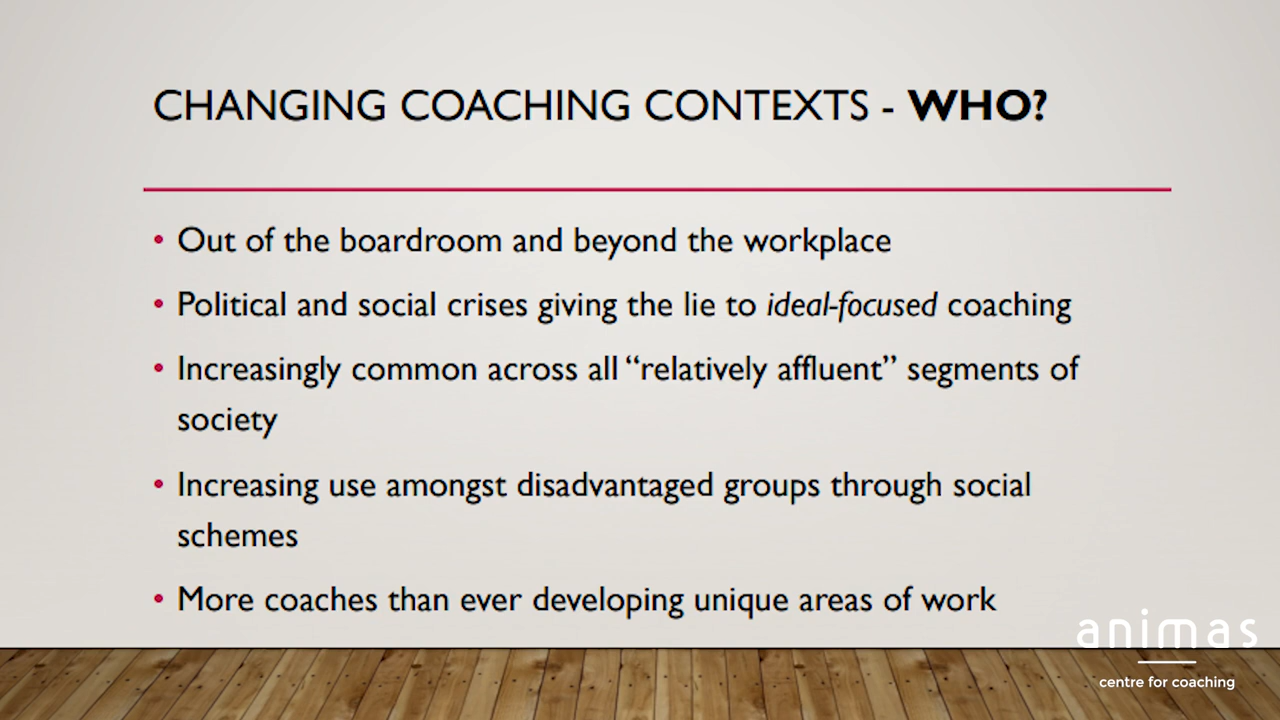 CHANGING COACHING CONTEXTS - WHO?
• Out of the boardroom and beyond the workplace
• Political and social crises giving the lie to ideal-focused coaching
• Increasingly common across all “relatively affluent” segments of
society
• Increasing use amongst disadvantaged groups through social
schemes
• More coaches than ever developing unique areas of work
animas
centre for coaching